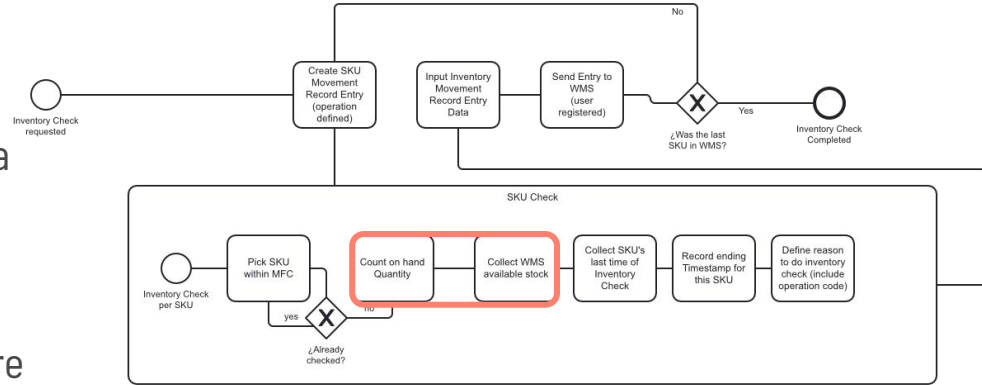 No
Create SKU
Movement
Record Entry
(operation
defined)
Input Inventory
Movement
Record Entry
Data
Send Entry to
WMS
(user
registered)
Inventory Check
requested
Yes
¿Was the last
SKU in WMS?
Inventory Check
Completed
a
SKU Check
Pick SKU
within MFC
Count on hand
Quantity
Collect WMS
available stock
Collect SKU's
last time of
Inventory
Check
Record ending
Timestamp for
this SKU
Define reason
to do inventory
check (include
operation code)
Inventory Check
per SKU
yes
no
¿Already
checked?
re